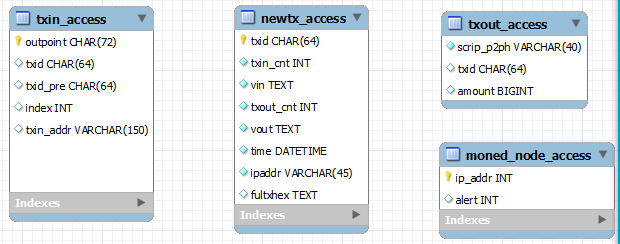 txin_access
outpoint CHAR(72)
txid CHAR(64)
txid_pre CHAR(64)
index INT
txin_addr VARCHAR(150)
Indexes
newtx_access
txid CHAR(64)
txin_cnt INT
vin TEXT
txout_cnt INT
vout TEXT
time DATETIME
ipaddr VARCHAR(45)
fultxhex TEXT
Indexes
txout_access
scrip_p2ph VARCHAR(40)
txid CHAR(64)
amount BIGINT
moned_node_access
ip_addr INT
alert INT
Indexes